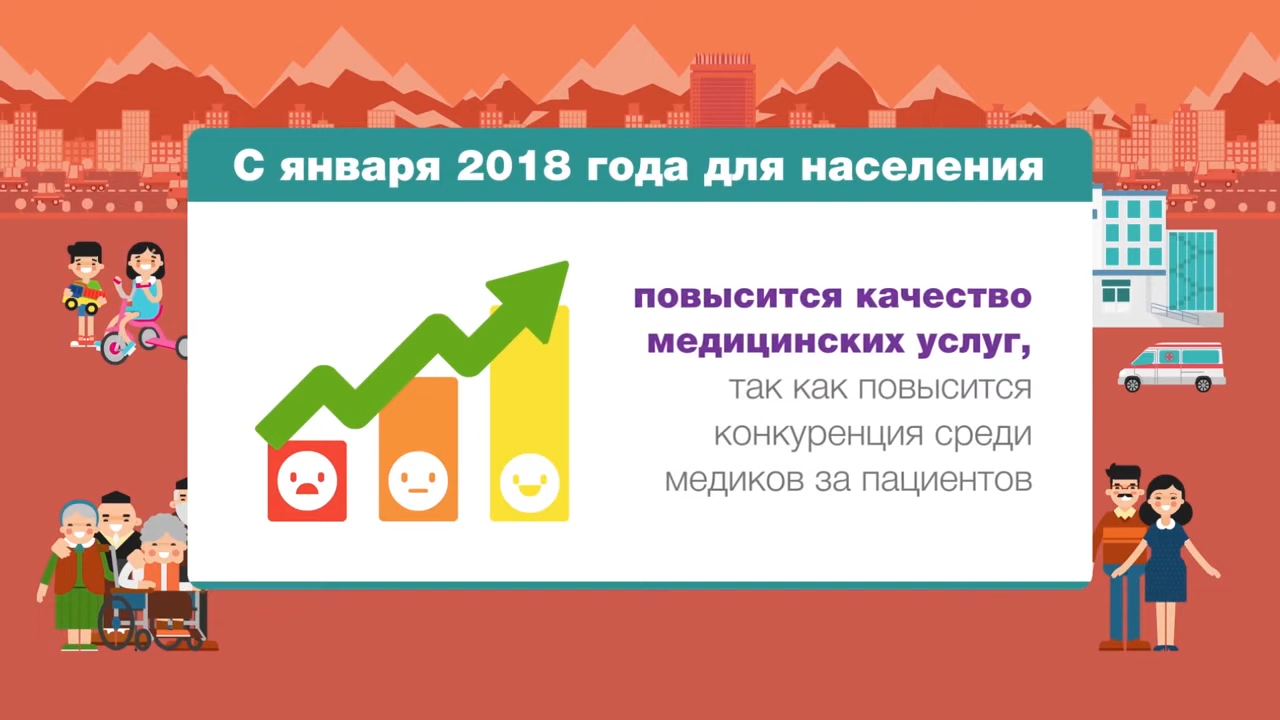 С января 2018 года для населения
повысится качество
медицинских услуг,
так как повысится
конкуренция среди
медиков за пациентов